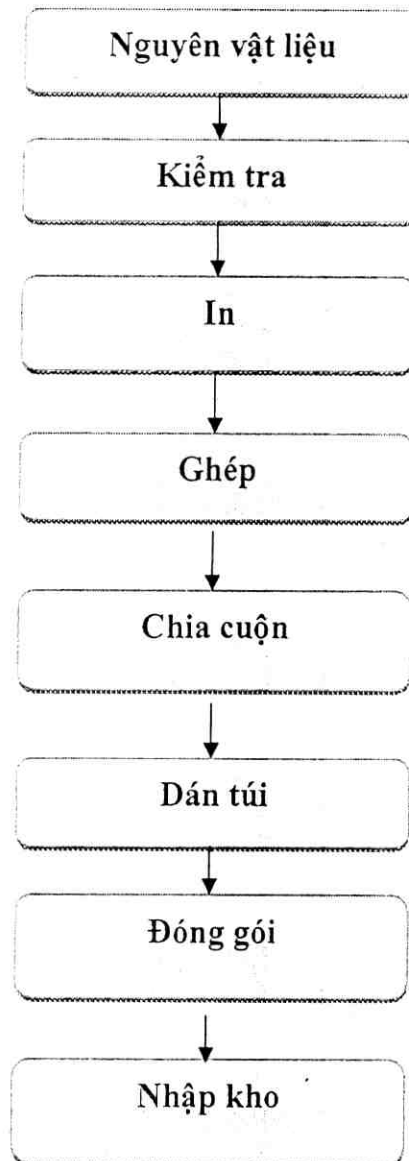 Nguyên vật liệu
Kiểm tra
In
Ghép
Chia cuộn
Dán túi
Đóng gói
Nhập kho